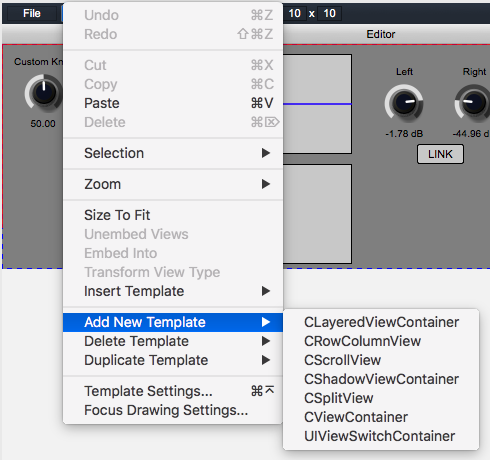 File 10 x 10
Editor
Custom Kn
50.00
Left Right
-1.78 dB -44.96 d
LINK
Undo ⌘Z
Redo ⇧⌘Z
Cut ⌘X
Copy ⌘C
Paste ⌘V
Delete ⌘⌦
Selection
Zoom
Size To Fit
Unembed Views
Embed Into
Transform View Type
Insert Template
Add New Template
Delete Template
Duplicate Template
Template Settings... ⌘⌅
Focus Drawing Settings...
CLayeredViewContainer
CRowColumnView
CScrollView
CShadowViewContainer
CSplitView
CViewContainer
UIViewSwitchContainer